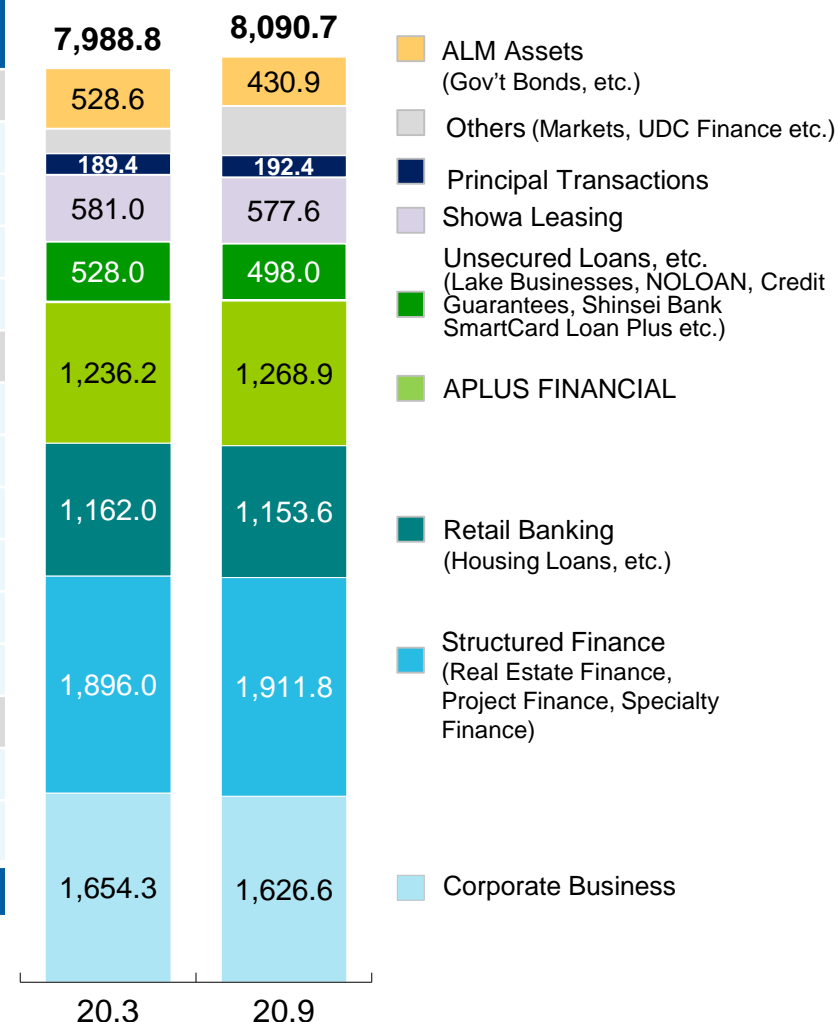 7,988.8
8,090.7
528.6
430.9
189.4
192.4
581.0
577.6
528.0
498.0
1,236.2
1,268.9
1,162.0
1,153.6
1,896.0
1,911.8
1,654.3
1,626.6
20.3
20.9
ALM Assets
(Gov't Bonds, etc.)
Others (Markets, UDC Finance etc.)
Principal Transactions
Showa Leasing
Unsecured Loans, etc.
(Lake Businesses, NOLOAN, Credit
Guarantees, Shinsei Bank
SmartCard Loan Plus etc.)
APLUS FINANCIAL
Retail Banking
(Housing Loans, etc.)
Structured Finance
(Real Estate Finance,
Project Finance, Specialty
Finance)
Corporate Business